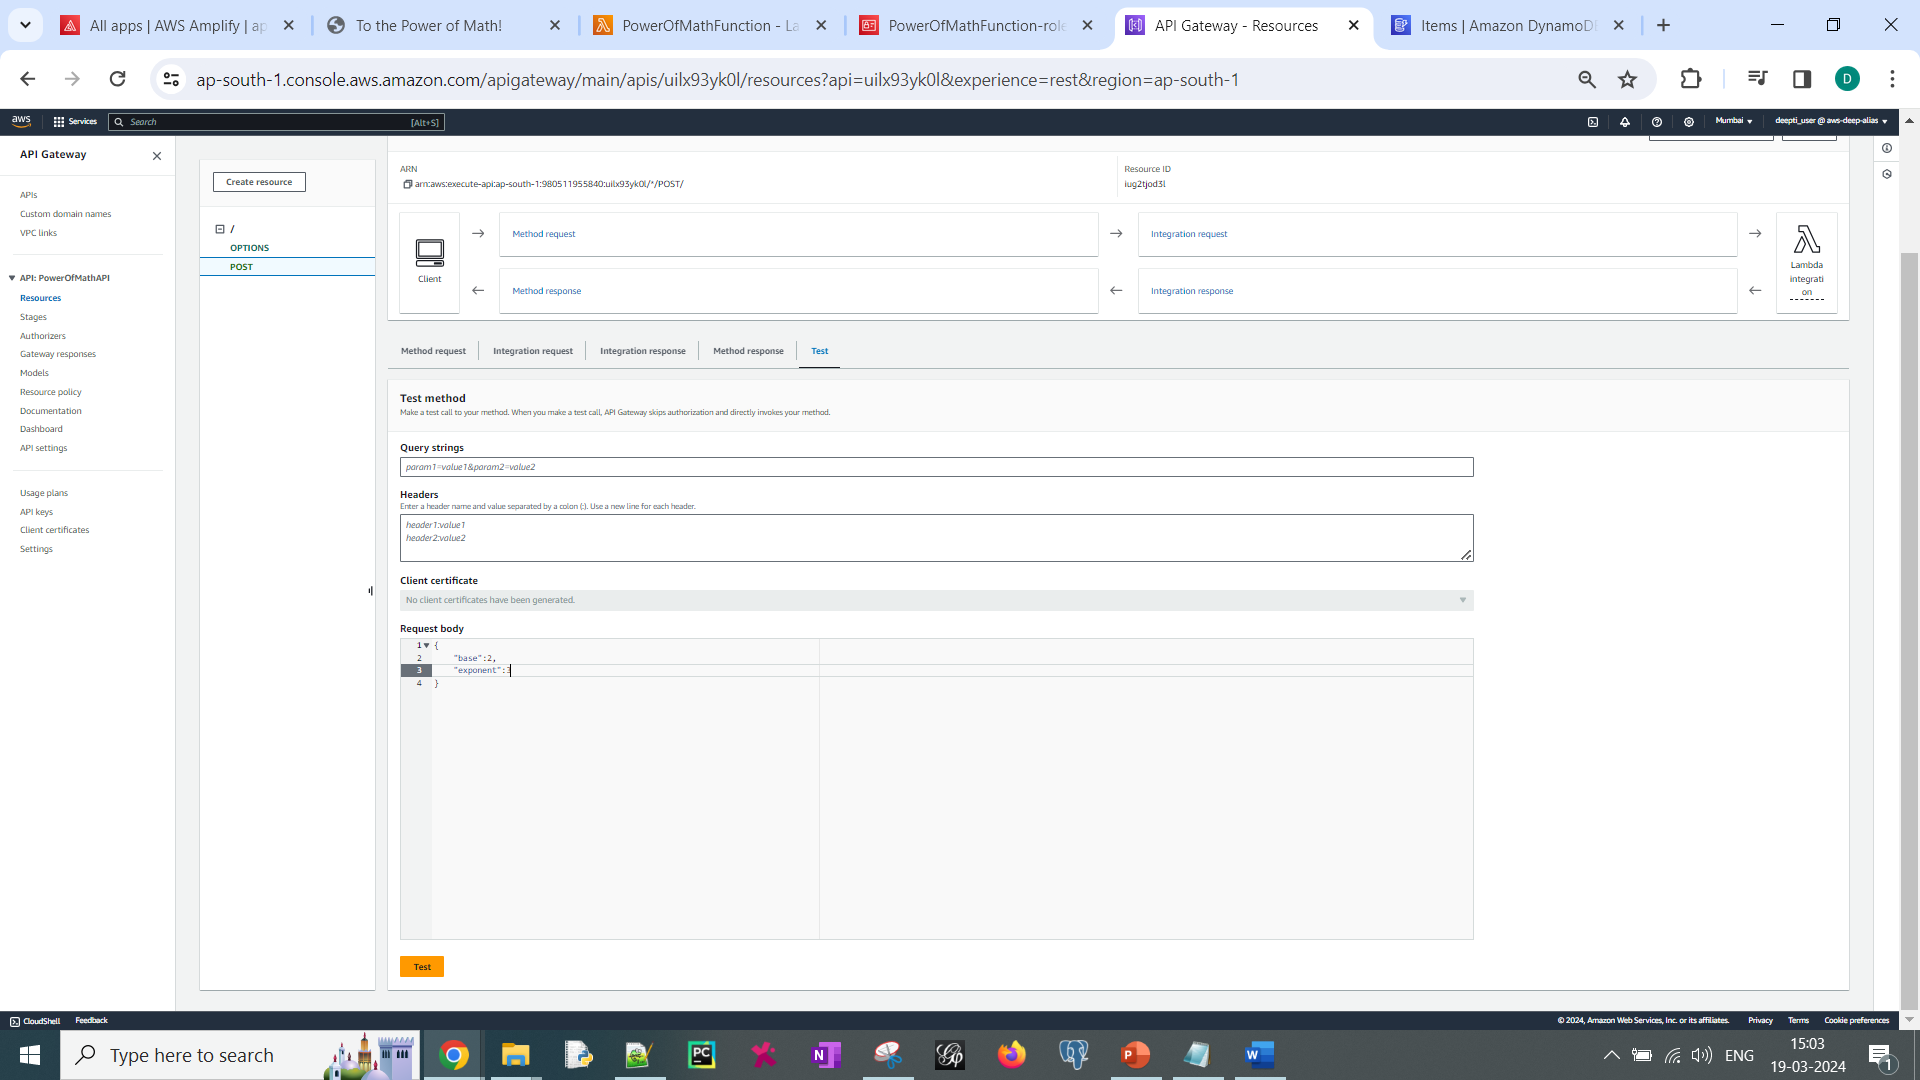 All apps | AWS Amplify | ap
To the Power of Math!
PowerOfMathFunction - La
PowerOfMathFunction-role
API Gateway - Resources
Items | Amazon DynamoDB
ap-south-1.console.aws.amazon.com/apigateway/main/apis/uilx93yk0l/resources?api=uilx93yk0l&experience=rest&region=ap-south-1
D
aws
Services
Search
[Alt+S]
Mumbai
deepti_user @ aws-deep-alias
API Gateway
APIs
Custom domain names
VPC links
API: PowerOfMathAPI
Resources
Stages
Authorizers
Gateway responses
Models
Resource policy
Documentation
Dashboard
API settings
Usage plans
API keys
Client certificates
Settings
Create resource
/
OPTIONS
POST
ARN
arn:aws:execute-api:ap-south-1:980511955840:uilx93yk0l/*/POST/
Resource ID
iug2tjod3l
Client
Method request
Integration request
Method response
Integration response
Lambda
integrati
on
Method request
Integration request
Integration response
Method response
Test
Test method
Make a test call to your method. When you make a test call, API Gateway skips authorization and directly invokes your method.
Query strings
param1=value1&param2=value2
Headers
Enter a header name and value separated by a colon (:). Use a new line for each header.
header1:value1
header2:value2
Client certificate
No client certificates have been generated.
Request body
1 {
2 "base":2,
3 "exponent":3
4 }
Test
CloudShell
Feedback
© 2024, Amazon Web Services, Inc. or its affiliates.
Privacy
Terms
Cookie preferences
Type here to search
PC
N
P
W
ENG
15:03
19-03-2024
1